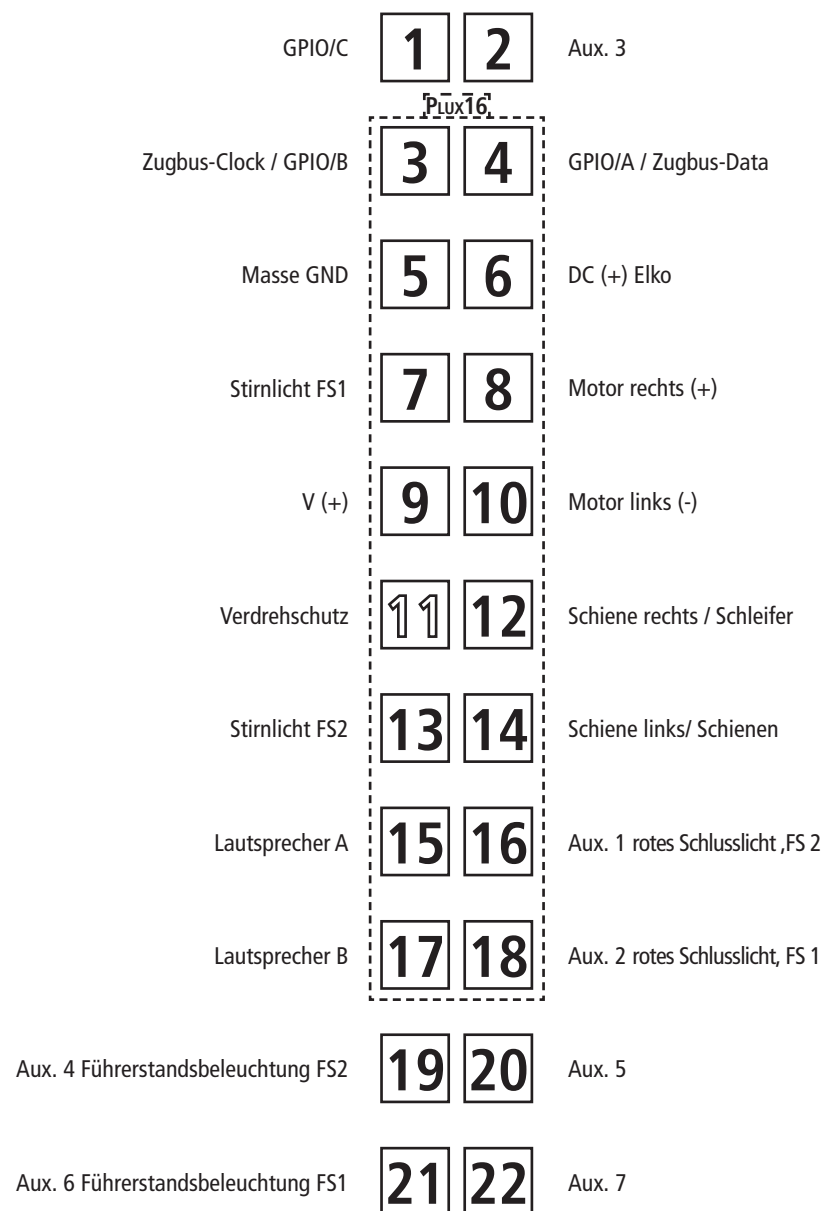 GPIO/C 1 2 Aux. 3
PLUX16
Zugbus-Clock / GPIO/B 3 4 GPIO/A / Zugbus-Data
Masse GND 5 6 DC (+) Elko
Stirnlicht FS1 7 8 Motor rechts (+)
V (+) 9 10 Motor links (-)
Verdrehschutz 11 12 Schiene rechts / Schleifer
Stirnlicht FS2 13 14 Schiene links/ Schienen
Lautsprecher A 15 16 Aux. 1 rotes Schlusslicht ,FS 2
Lautsprecher B 17 18 Aux. 2 rotes Schlusslicht, FS 1
Aux. 4 Führerstandsbeleuchtung FS2 19 20 Aux. 5
Aux. 6 Führerstandsbeleuchtung FS1 21 22 Aux. 7